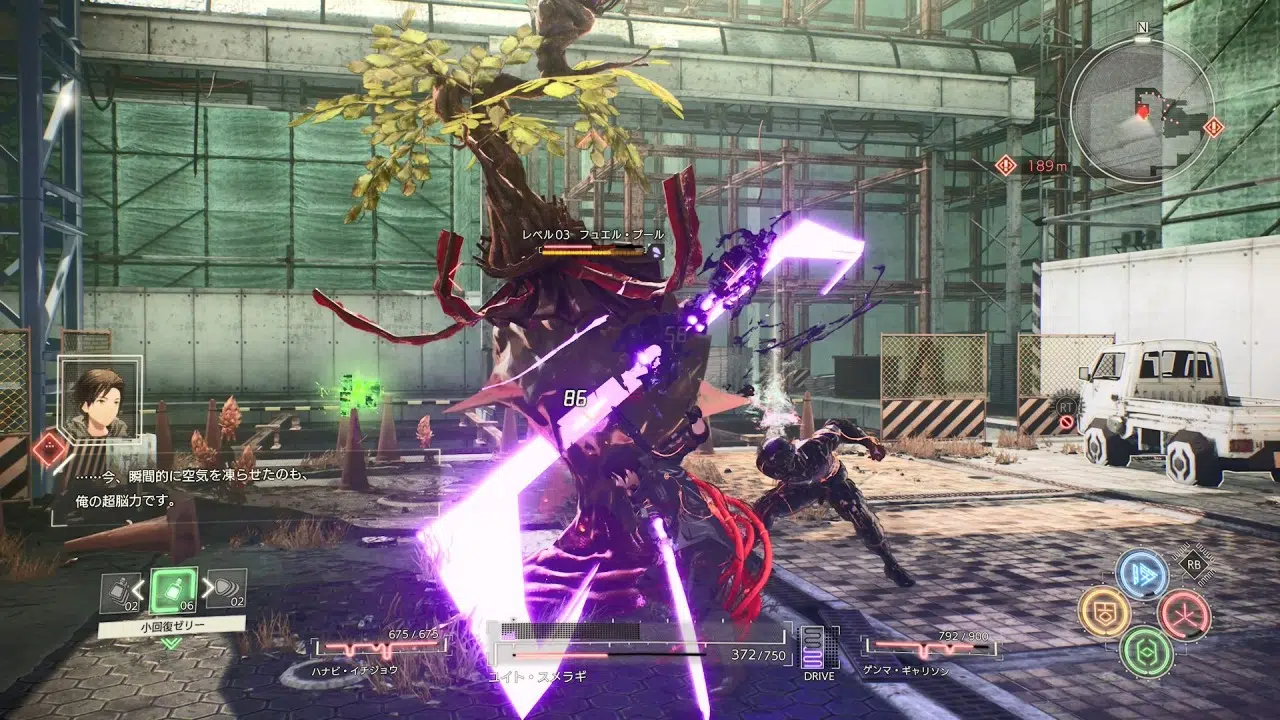 N
189m
レベル03 フュエル・プール
58
86
RT
……今、瞬間的に空気を凍らせたのも、
俺の超脳力です。
RB
02
06
02
小回復ゼリー
675/675
ハナビ・イチジョウ
372/750
ユイト・スメラギ
DRIVE
792/900
ゲンマ・ギャリソン